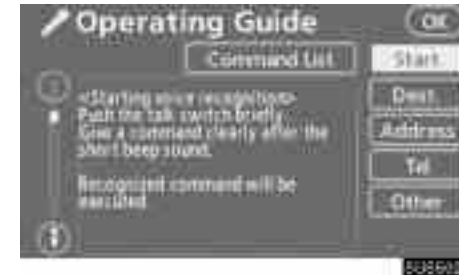 Operating Guide
OK
Command List
Start
<Starting voice recognition>
Push the talk switch briefly.
Give a command clearly after the
short beep sound.
Recognized command will be
executed
Dest.
Address
Tel
Other